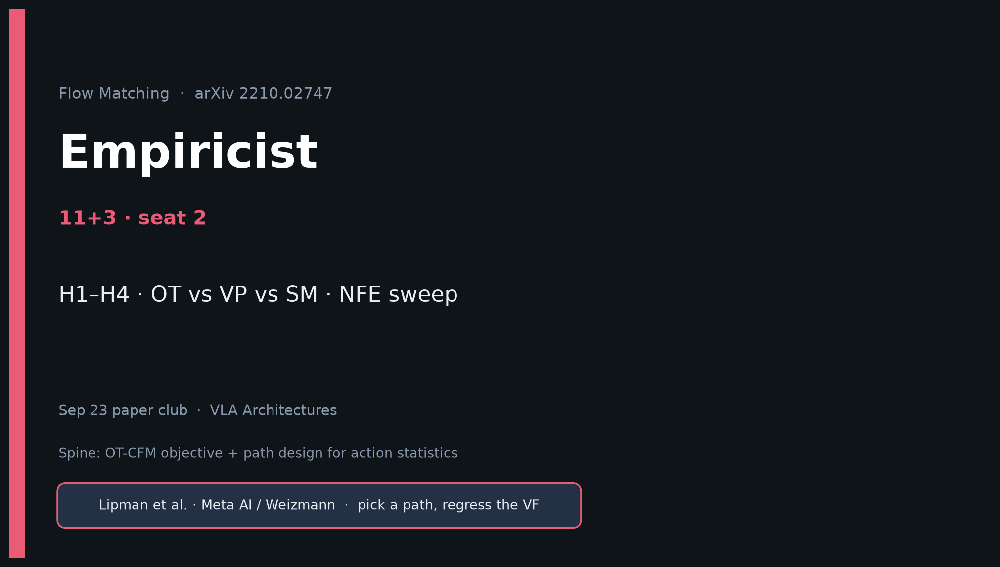 Flow Matching · arXiv 2210.02747
Empiricist
11+3 · seat 2
H1–H4 · OT vs VP vs SM · NFE sweep
Sep 23 paper club · VLA Architectures
Spine: OT-CFM objective + path design for action statistics
Lipman et al. · Meta AI / Weizmann · pick a path, regress the VF